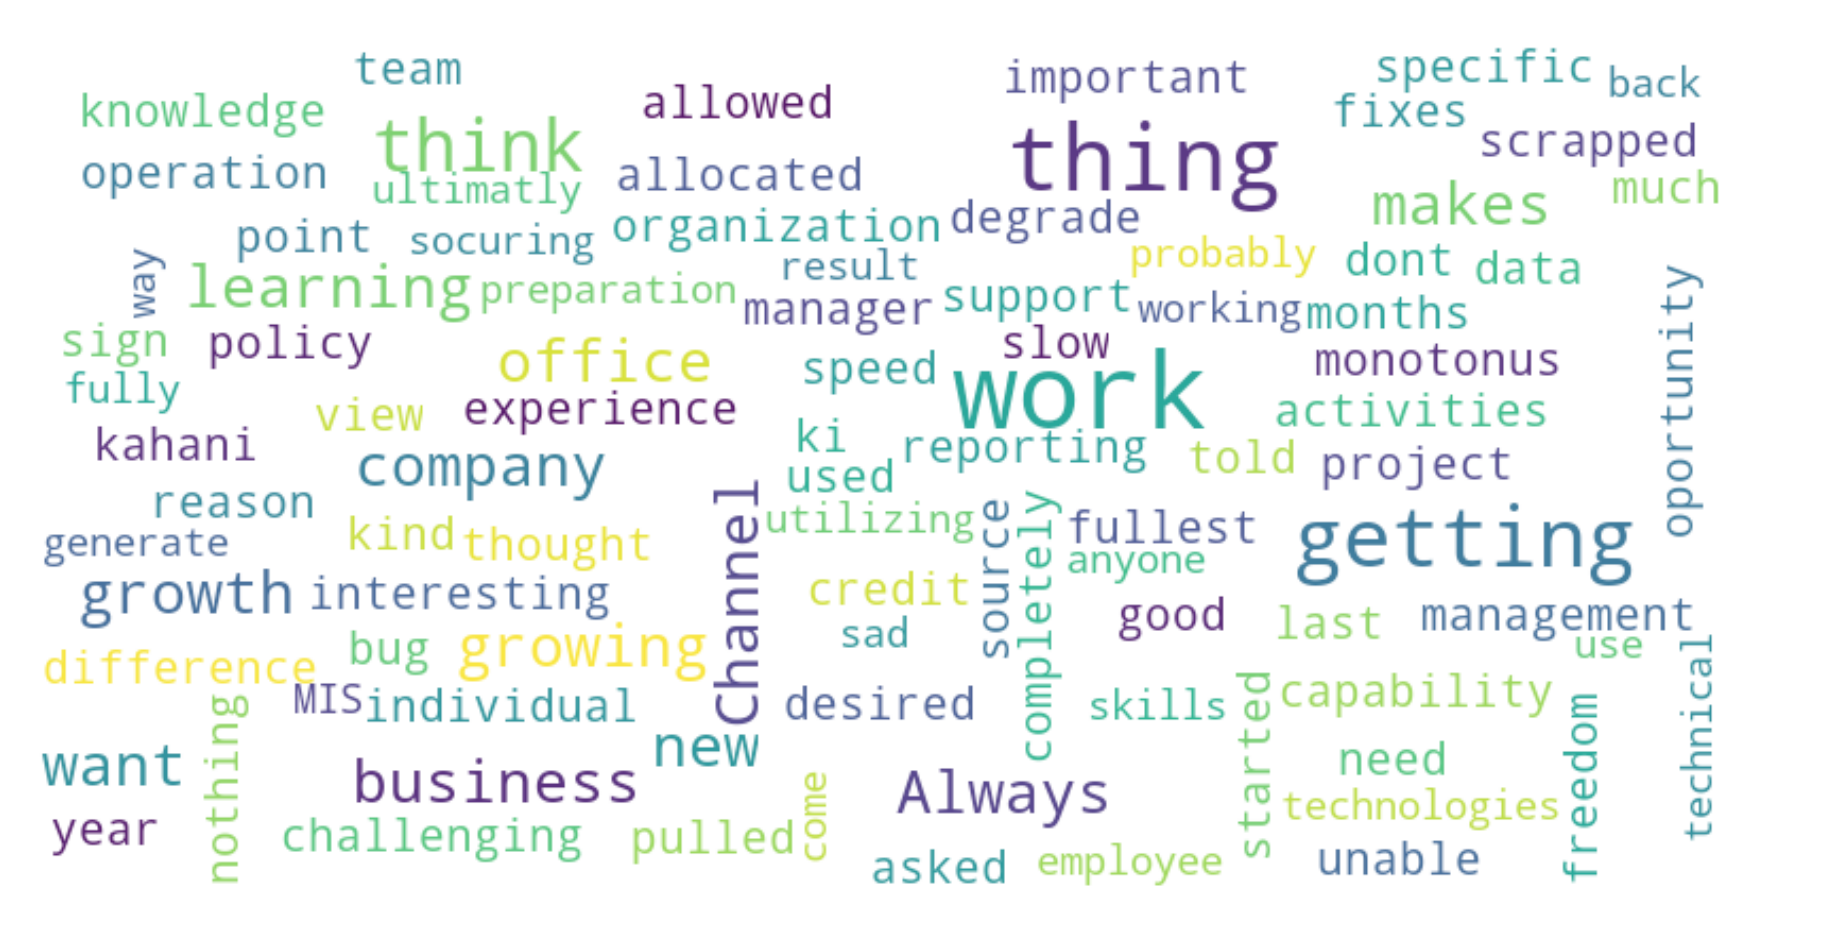 team
important
specific
back
knowledge
allowed
fixes
think
thing
scrapped
operation
ultimatly
allocated
makes
much
point
socuring
organization
degrade
probably
dont
data
way
learning
preparation
result
manager
support
working
months
oportunity
sign
policy
office
speed
slow
work
monotonus
fully
view
experience
activities
kahani
company
ki
reporting
told
project
reason
used
Channel
utilizing
source
completely
fullest
getting
generate
kind
thought
anyone
growth
interesting
credit
good
last
management
sad
use
bug
growing
difference
MIS
individual
desired
skills
started
capability
technical
nothing
want
new
business
Always
need
freedom
come
technologies
year
challenging
pulled
asked
employee
unable